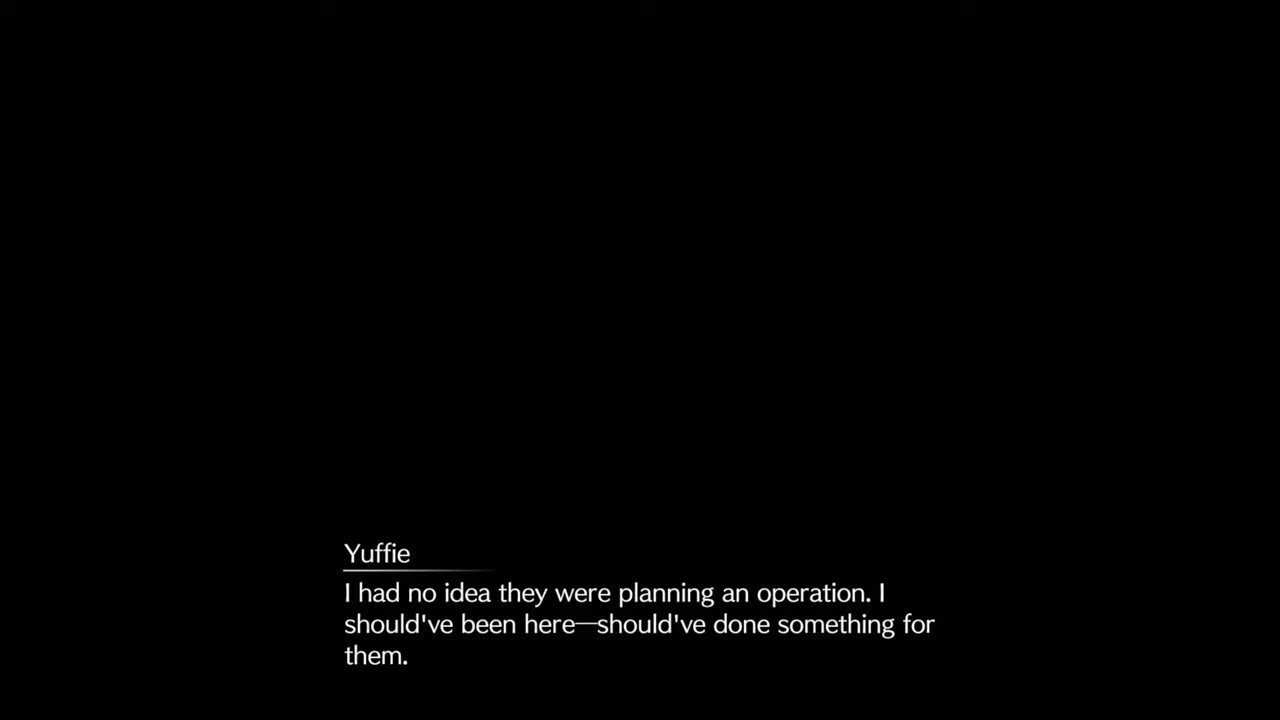 Yuffie
I had no idea they were planning an operation. I
should've been here—should've done something for
them.